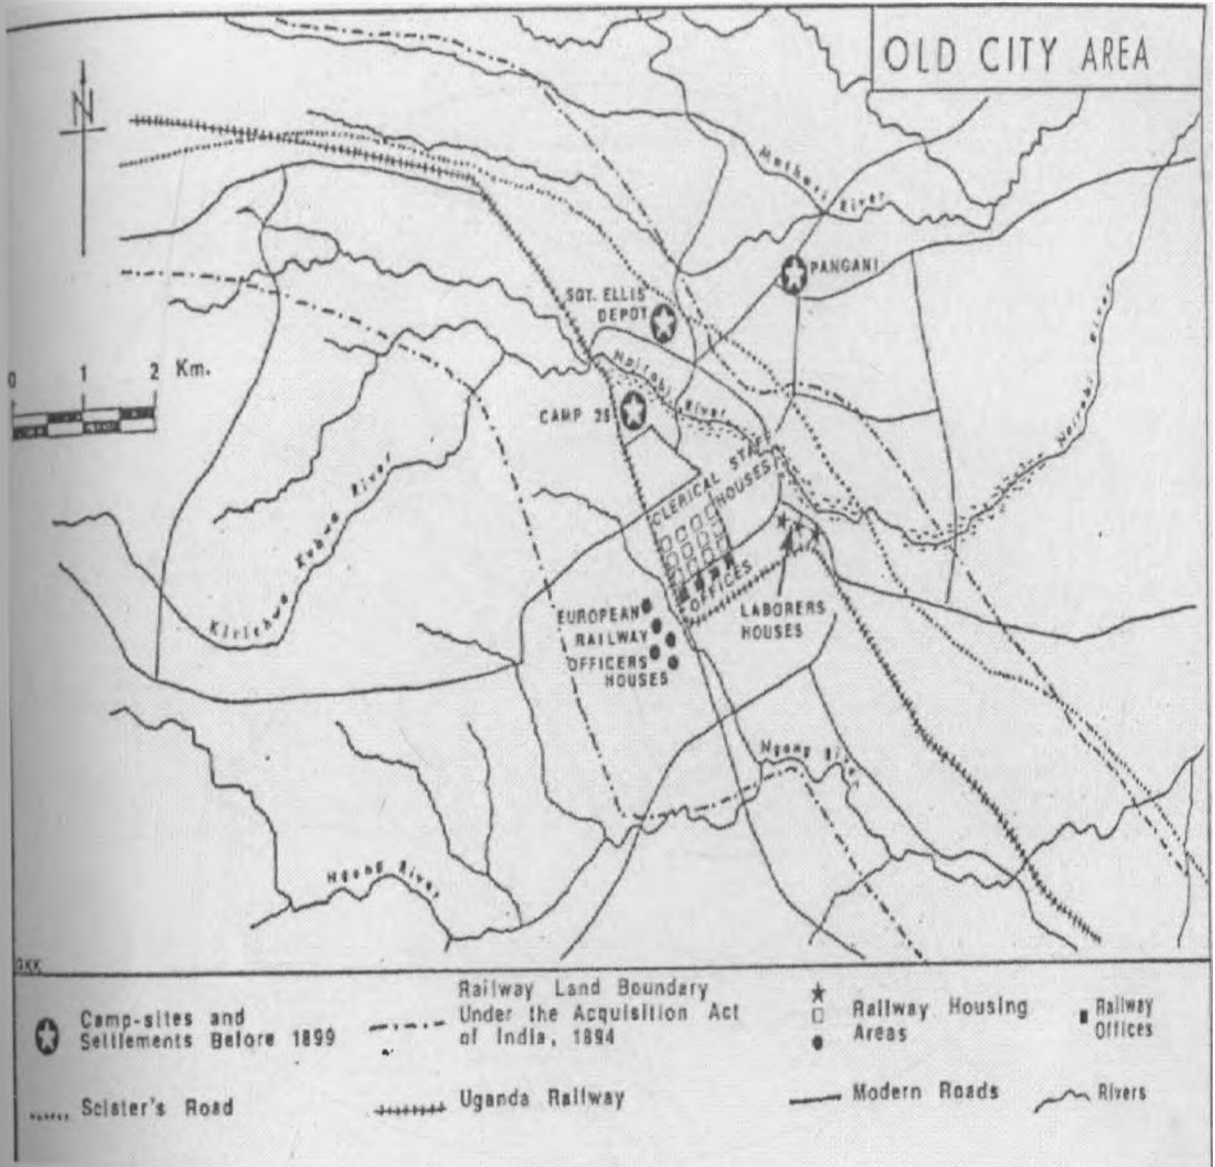 OLD CITY AREA
N
Mathari River
PANGANI
SGT. ELLIS
DEPOT
0 1 2 Km.
Nairobi River
Nairobi River
CAMP 25
CLERICAL STAFF
HOUSES
Kirichwa Kubwa River
OFFICES
EUROPEAN
RAILWAY
OFFICERS
HOUSES
LABORERS
HOUSES
Ngong River
Ngong River
GKK
Camp-sites and
Settlements Before 1899
Railway Land Boundary
Under the Acquisition Act
of India, 1894
Railway Housing
Areas
Railway
Offices
Sclater's Road
Uganda Railway
Modern Roads
Rivers